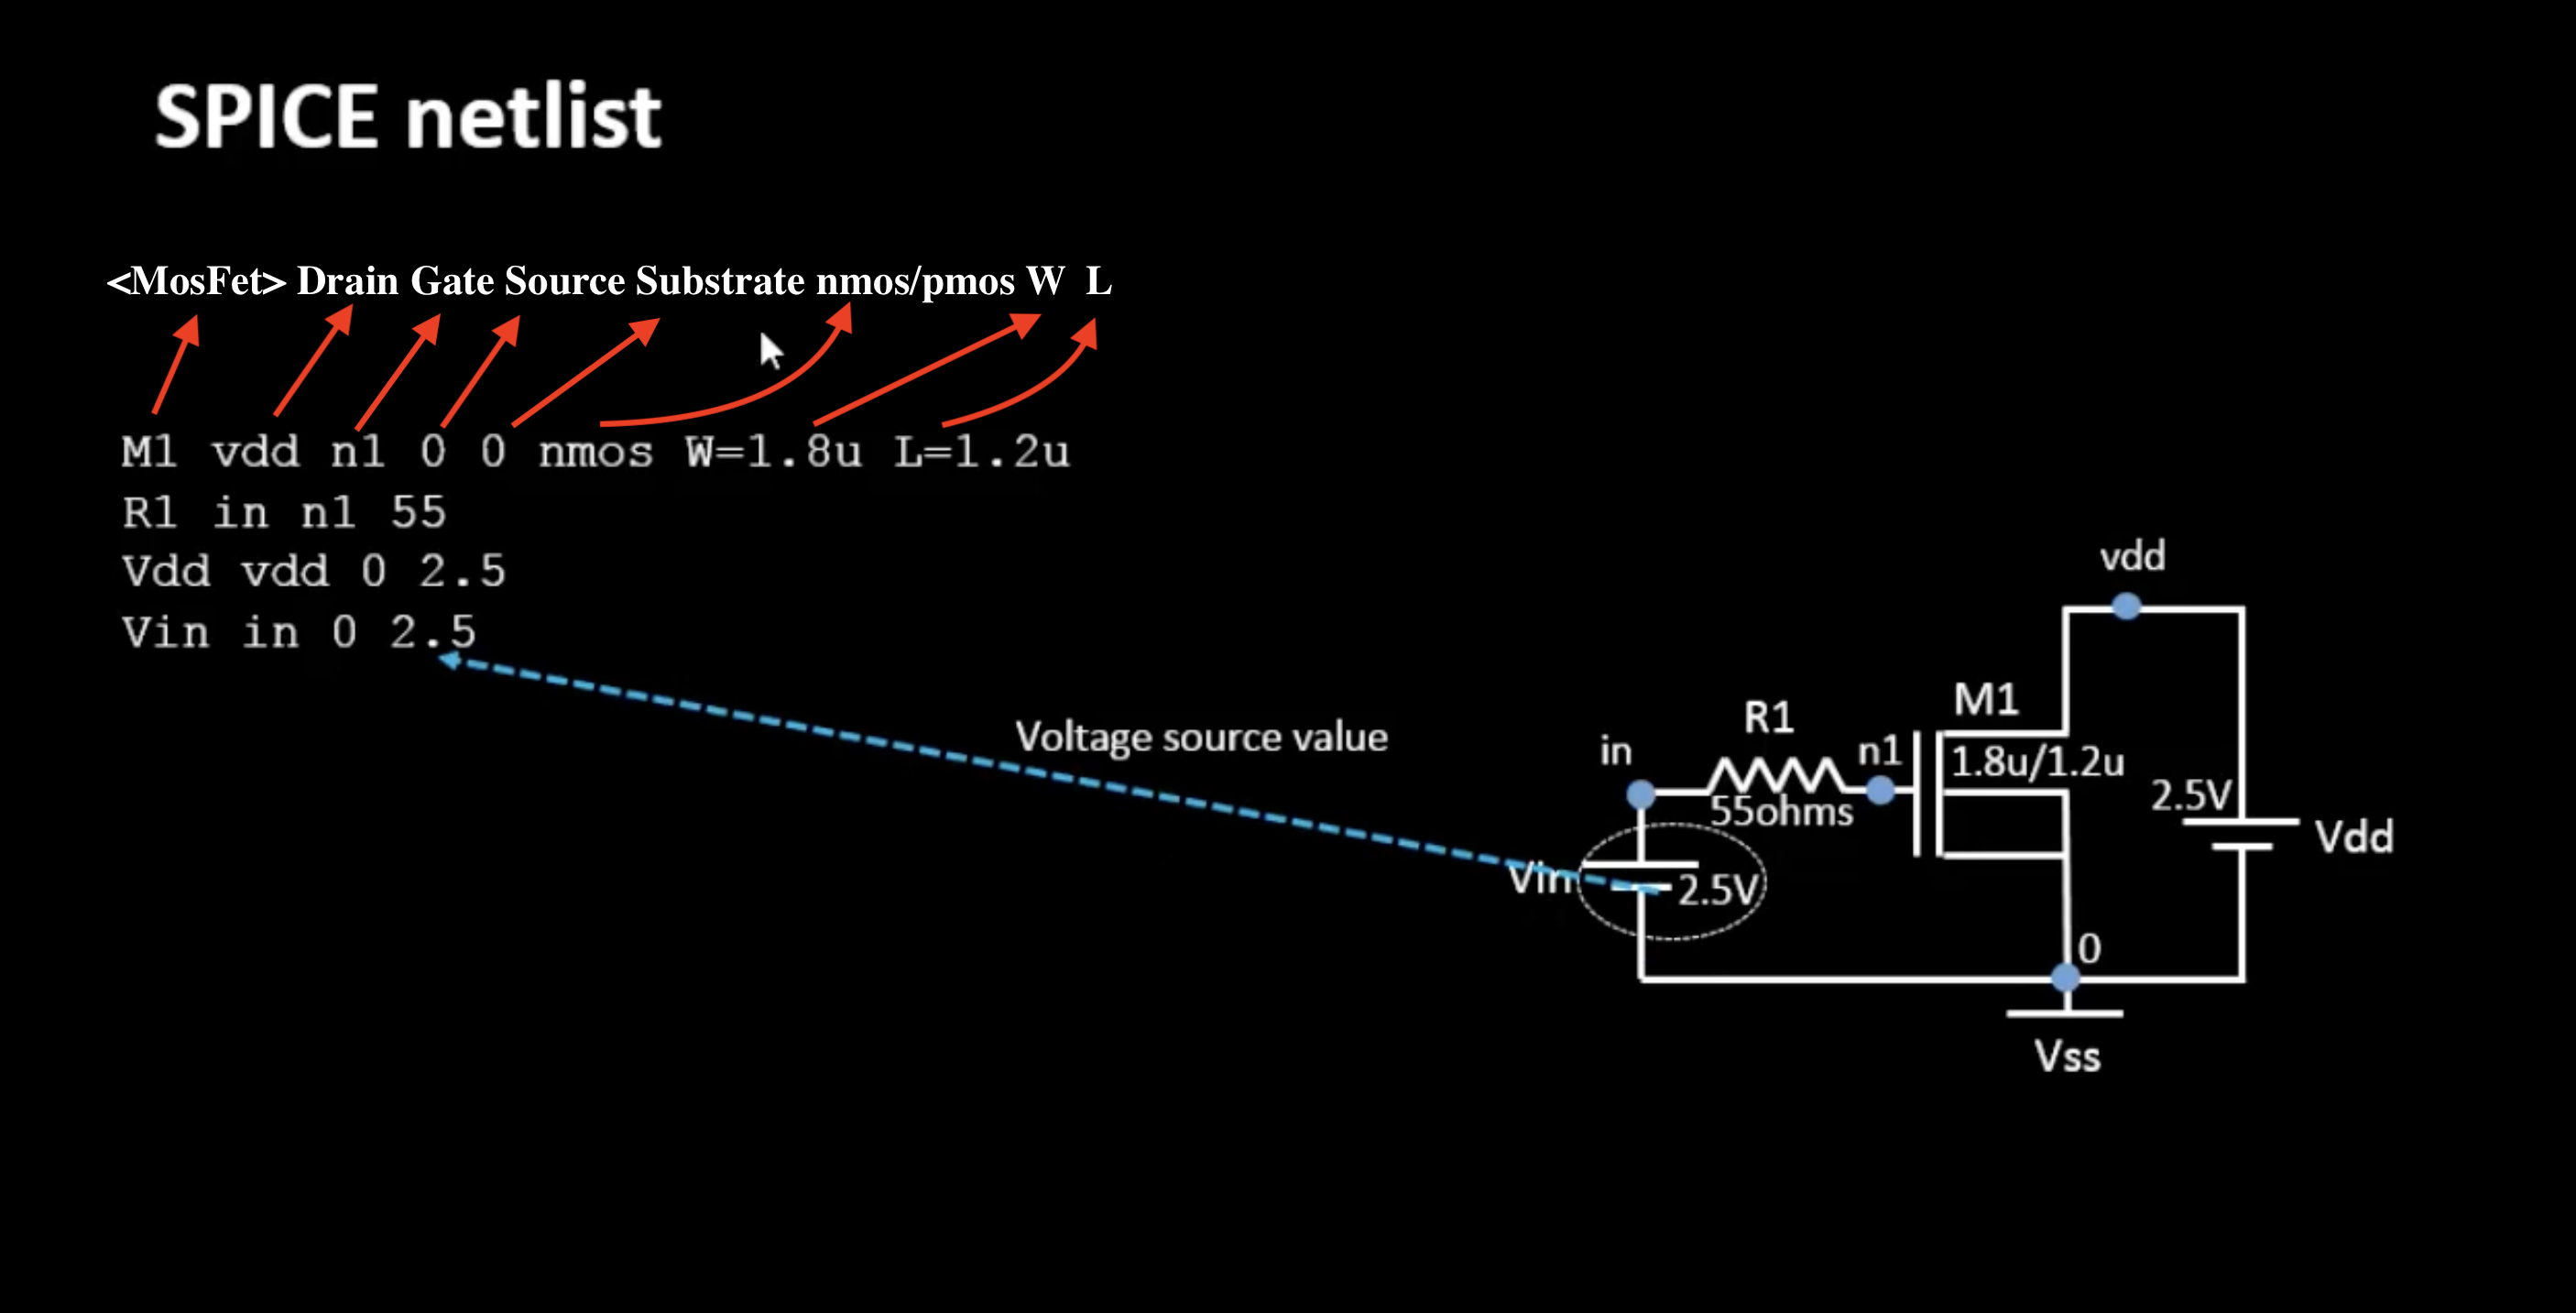 SPICE netlist
<MosFet> Drain Gate Source Substrate nmos/pmos W L
M1 vdd n1 0 0 nmos W=1.8u L=1.2u
R1 in n1 55
Vdd vdd 0 2.5
Vin in 0 2.5
Voltage source value
vdd
M1
R1
in
n1
1.8u/1.2u
55ohms
2.5V
Vdd
Vin
2.5V
0
Vss